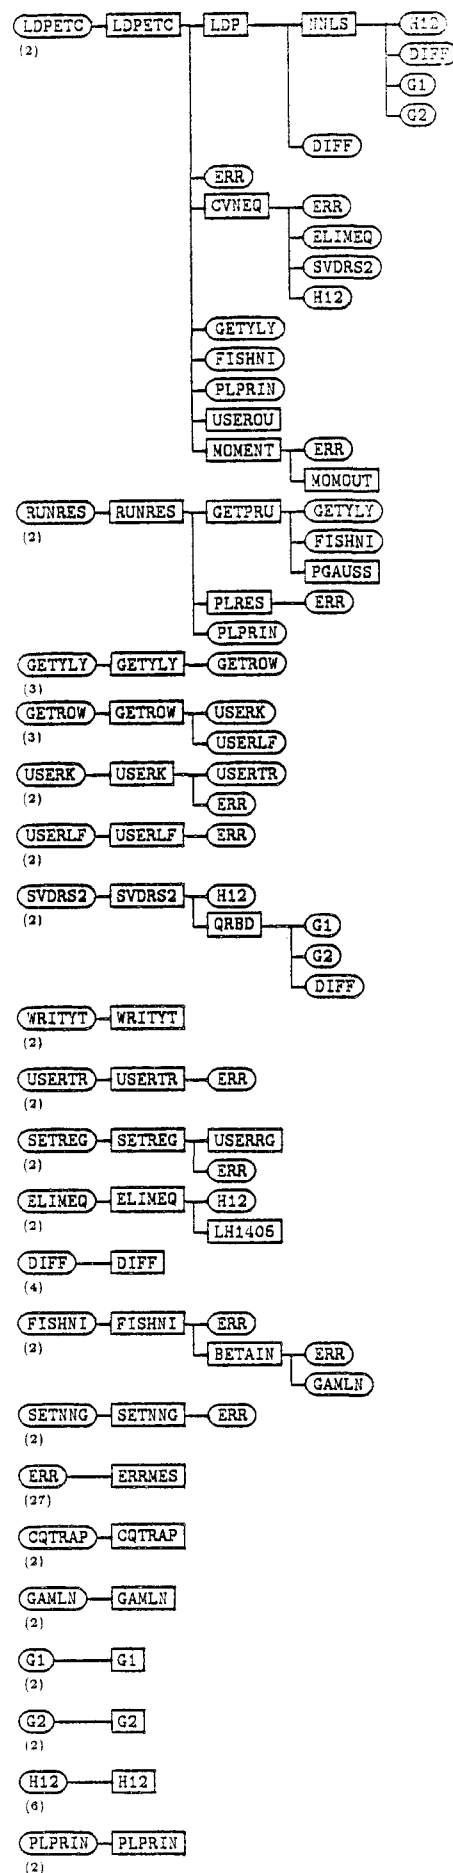 LDPETC LDPETC LDP NNLS H12
(2) DIFF
G1
G2
DIFF
ERR
CVNEQ ERR
ELIMEQ
SVDRS2
H12
GETYLY
FISHNI
PLPRIN
USEROU
MOMENT ERR
MOMOUT
RUNRES RUNRES GETPRU GETYLY
(2) FISHNI
PGAUSS
PLRES ERR
PLPRIN
GETYLY GETYLY GETROW
(3)
GETROW GETROW USERK
(3) USERLF
USERK USERK USERTR
(2) ERR
USERLF USERLF ERR
(2)
SVDRS2 SVDRS2 H12
(2) QRBD G1
G2
DIFF
WRITYT WRITYT
(2)
USERTR USERTR ERR
(2)
SETREG SETREG USERRG
(2) ERR
ELIMEQ ELIMEQ H12
(2) LH1405
DIFF DIFF
(4)
FISHNI FISHNI ERR
(2) BETAIN ERR
GAMLN
SETNNG SETNNG ERR
(2)
ERR ERRMES
(27)
CQTRAP CQTRAP
(2)
GAMLN GAMLN
(2)
G1 G1
(2)
G2 G2
(2)
H12 H12
(6)
PLPRIN PLPRIN
(2)